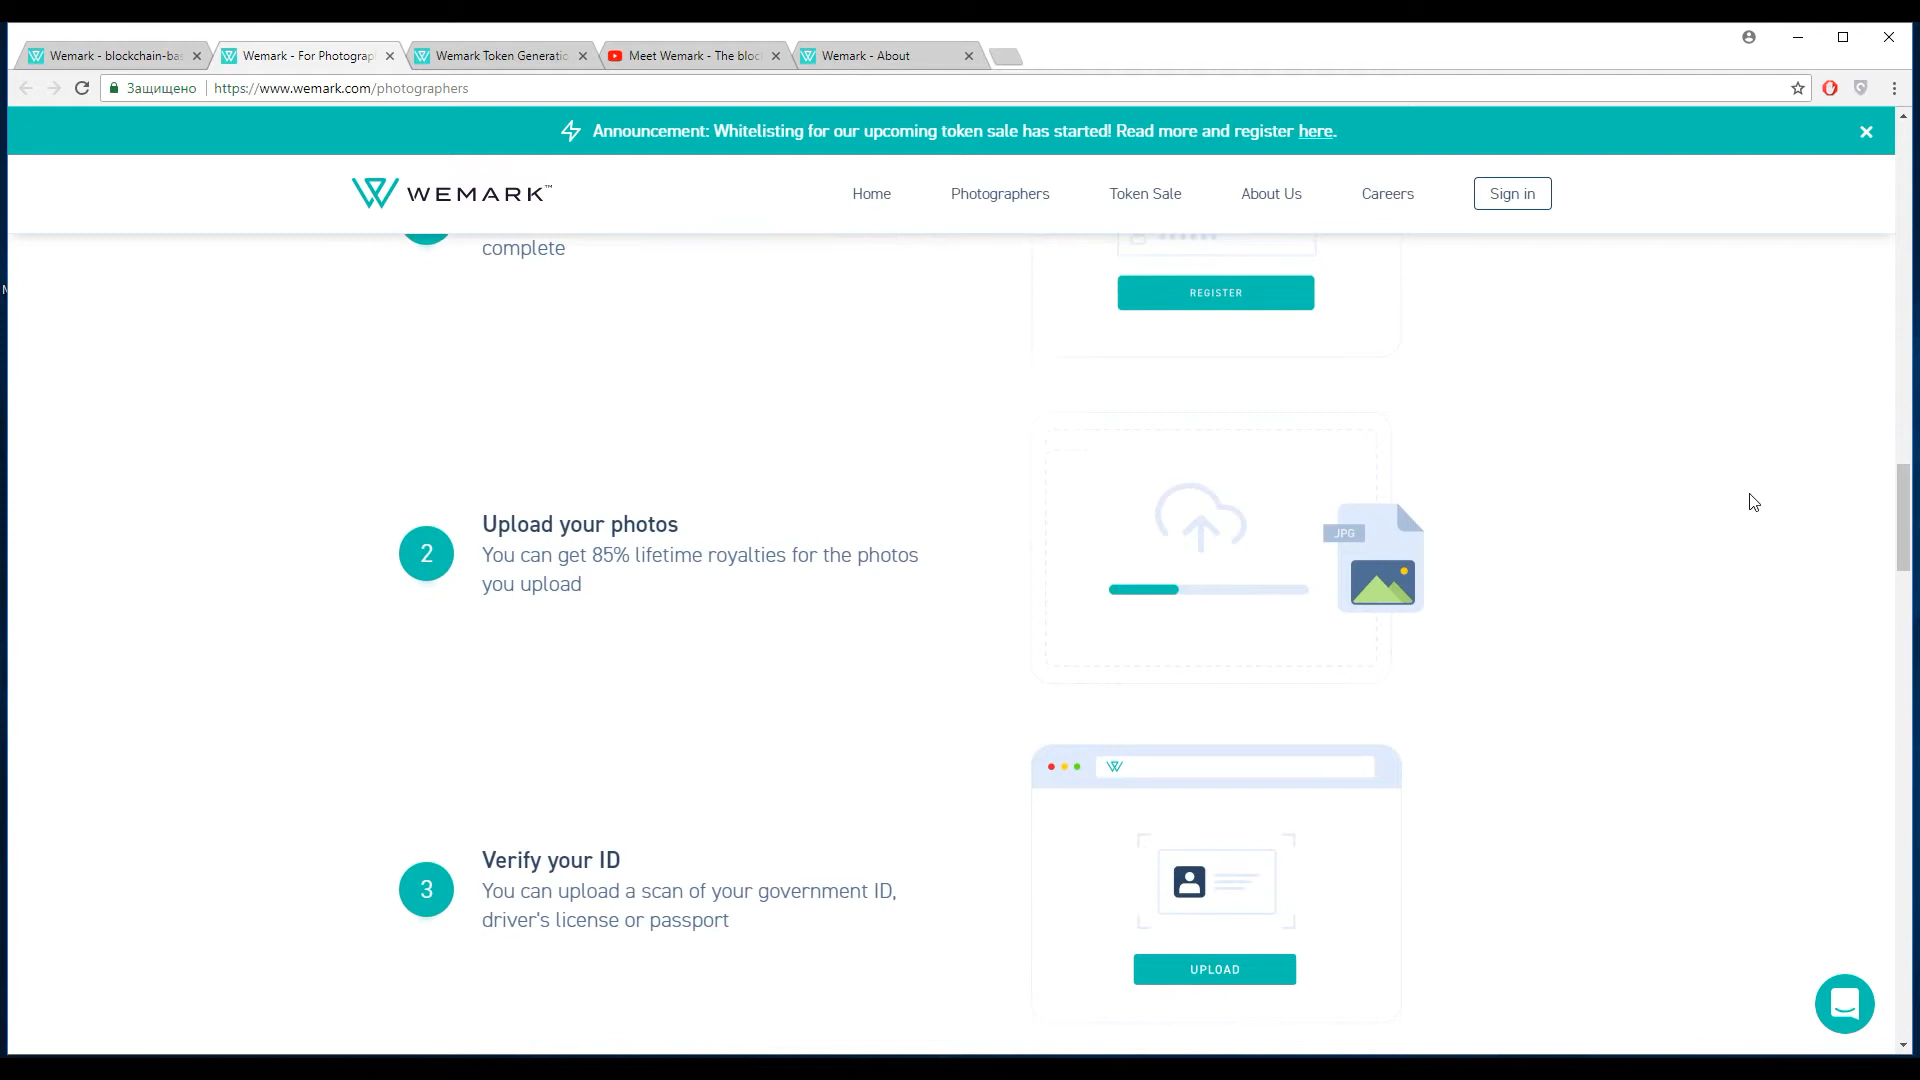 Wemark - blockchain-bas
Wemark - For Photograp
Wemark Token Generatio
Meet Wemark - The bloc
Wemark - About
Защищено
https://www.wemark.com/photographers
Announcement: Whitelisting for our upcoming token sale has started! Read more and register here.
WEMARK™
Home
Photographers
Token Sale
About Us
Careers
Sign in
complete
REGISTER
2
Upload your photos
You can get 85% lifetime royalties for the photos
you upload
JPG
3
Verify your ID
You can upload a scan of your government ID,
driver's license or passport
UPLOAD